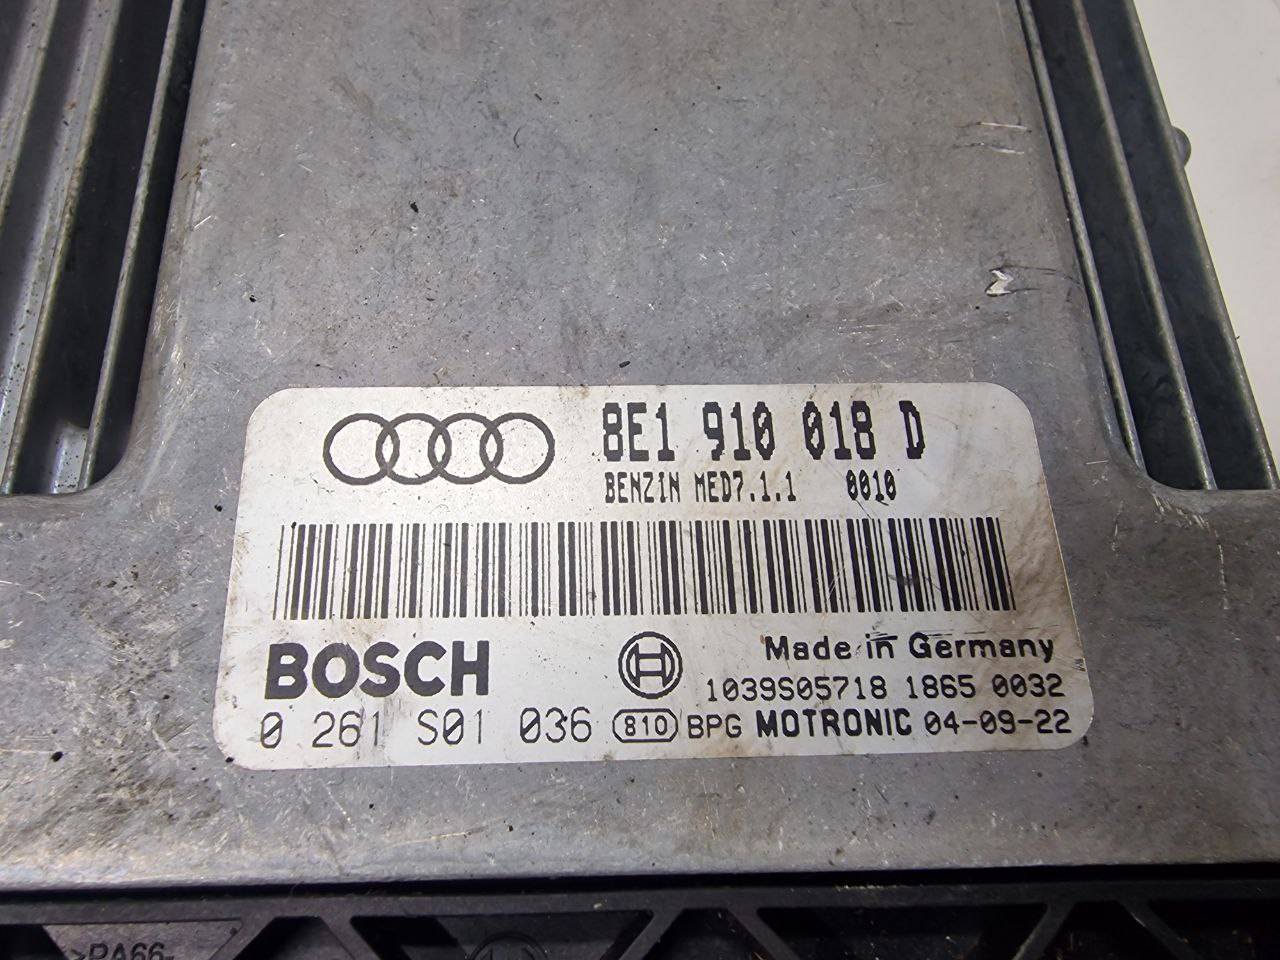 8E1 910 018 D
BENZIN MED7.1.1 0010
BOSCH
Made in Germany
1039S05718 1865 0032
0 261 S01 036 810 BPG MOTRONIC 04-09-22
>PA66-